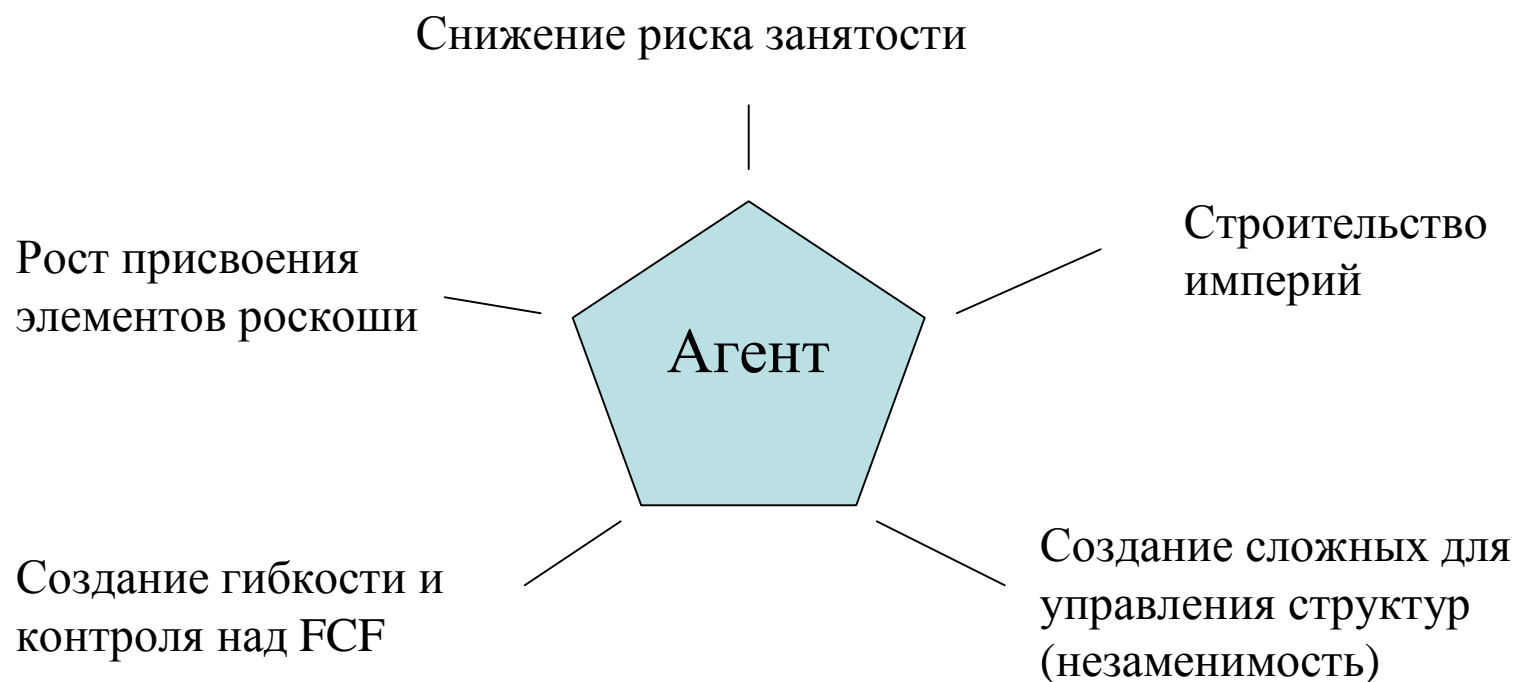 Снижение риска занятости
Строительство
империй
Рост присвоения
элементов роскоши
Агент
Создание сложных для
управления структур
(незаменимость)
Создание гибкости и
контроля над FCF